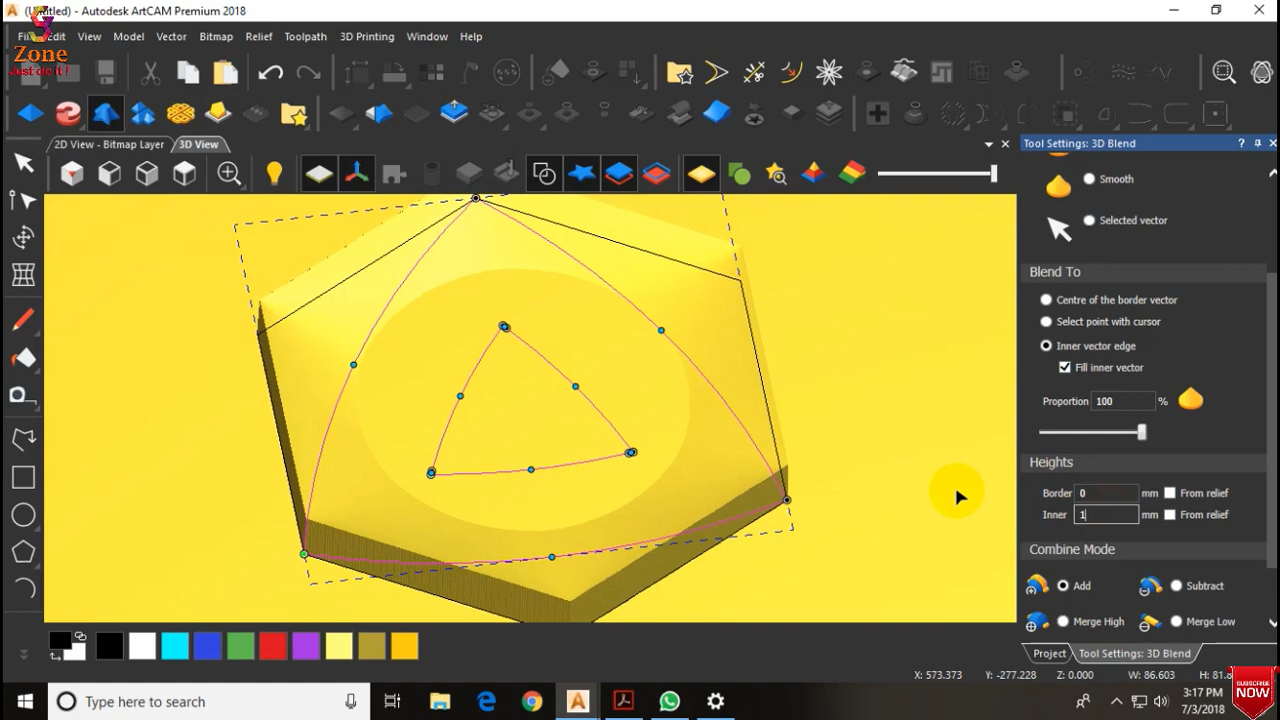 (Untitled) - Autodesk ArtCAM Premium 2018
Edit View Model Vector Bitmap Relief Toolpath 3D Printing Window Help
Zone
Just do it !
2D View - Bitmap Layer 3D View
Tool Settings: 3D Blend
Smooth
Selected vector
Blend To
Centre of the border vector
Select point with cursor
Inner vector edge
Fill inner vector
Proportion 100 %
Heights
Border 0 mm From relief
Inner 1 mm From relief
Combine Mode
Add Subtract
Merge High Merge Low
Project Tool Settings: 3D Blend
X: 573.373 Y: -277.228 Z: 0.000 W: 86.603 H: 81.8
Type here to search
3:17 PM
7/3/2018
SUBSCRIBE
NOW